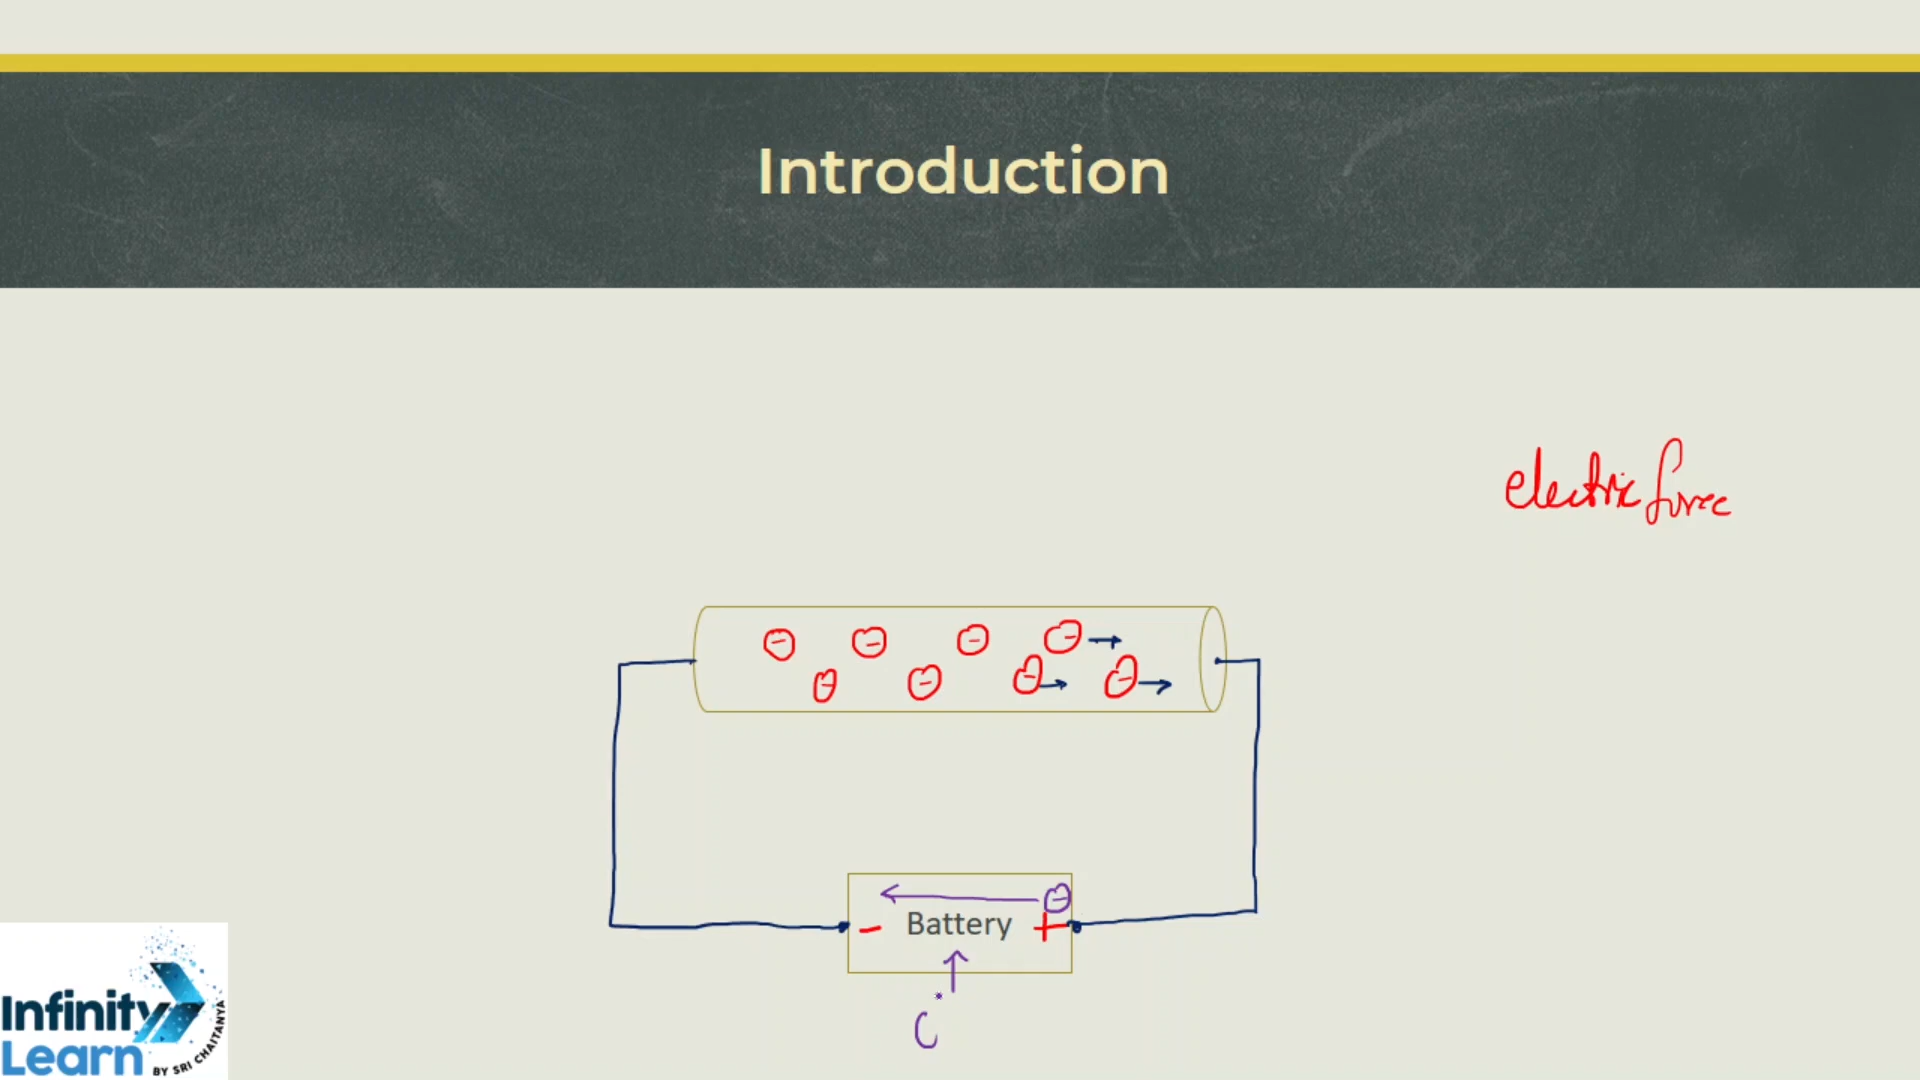 Introduction
electric force
Battery
C
Infinity
Learn
BY SRI CHAITANYA